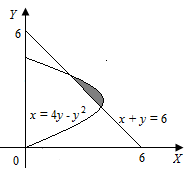 Y
6
x = 4y - y²
x + y = 6
0
6
X